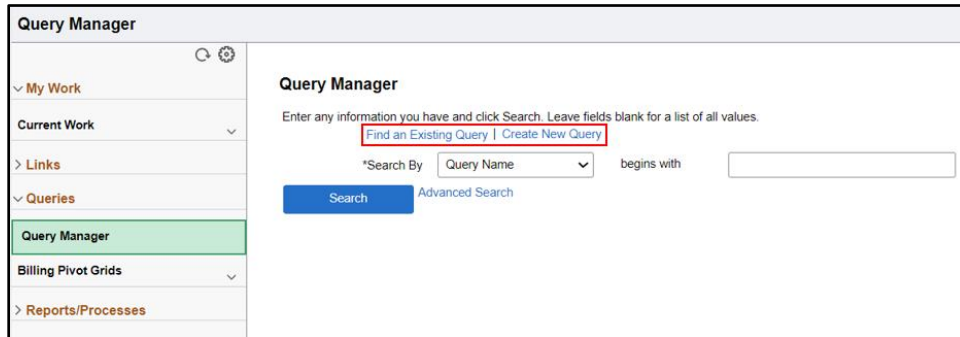 Query Manager
My Work
Current Work
Links
Queries
Query Manager
Billing Pivot Grids
Reports/Processes
Query Manager
Enter any information you have and click Search. Leave fields blank for a list of all values.
Find an Existing Query | Create New Query
*Search By Query Name begins with
Search Advanced Search